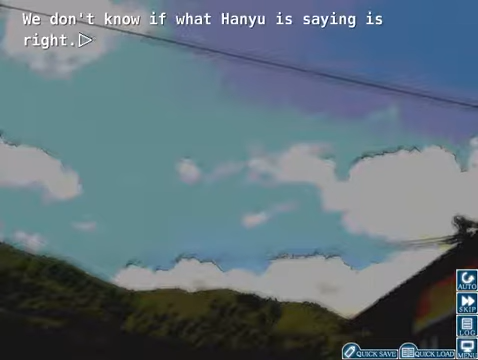 We don't know if what Hanyu is saying is
right.
AUTO
SKIP
LOG
MENU
QUICK SAVE
QUICK LOAD